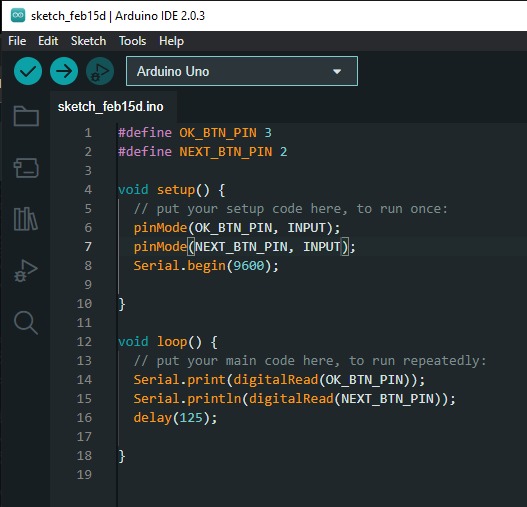 sketch_feb15d | Arduino IDE 2.0.3
File Edit Sketch Tools Help
Arduino Uno
sketch_feb15d.ino
1 #define OK_BTN_PIN 3
2 #define NEXT_BTN_PIN 2
3
4 void setup() {
5 // put your setup code here, to run once:
6 pinMode(OK_BTN_PIN, INPUT);
7 pinMode(NEXT_BTN_PIN, INPUT);
8 Serial.begin(9600);
9
10 }
11
12 void loop() {
13 // put your main code here, to run repeatedly:
14 Serial.print(digitalRead(OK_BTN_PIN));
15 Serial.println(digitalRead(NEXT_BTN_PIN));
16 delay(125);
17
18 }
19